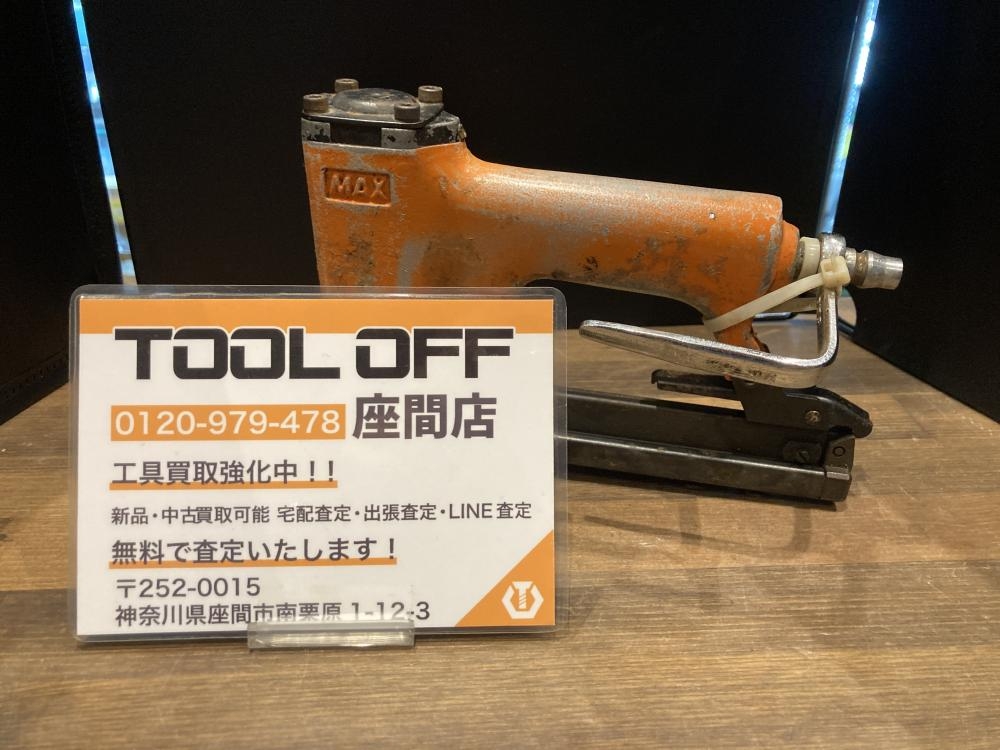 MAX
TOOL OFF
0120-979-478 座間店
工具買取強化中!!
新品・中古買取可能 宅配査定・出張査定・LINE査定
無料で査定いたします!
〒252-0015
神奈川県座間市南栗原 1-12-3